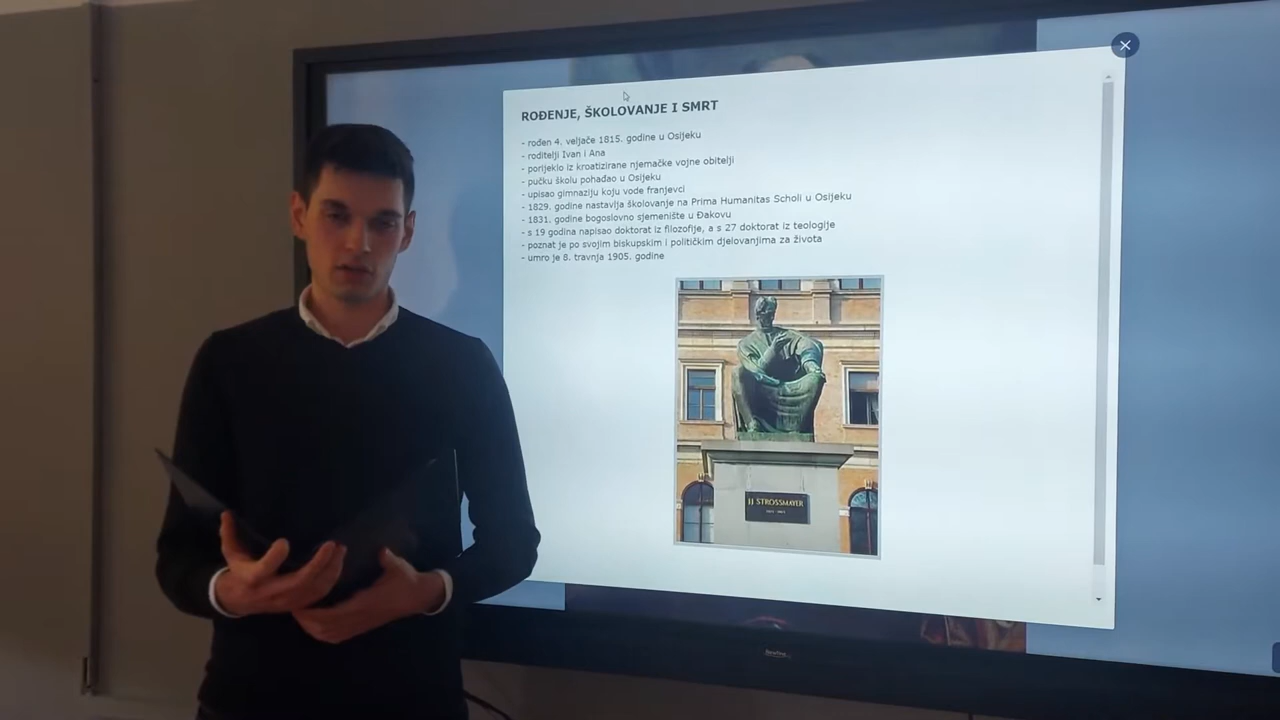 ROĐENJE, ŠKOLOVANJE I SMRT
- rođen 4. veljače 1815. godine u Osijeku
- roditelji Ivan i Ana
- porijeklo iz kroatizirane njemačke vojne obitelji
- pučku školu pohađao u Osijeku
- upisao gimnaziju koju vode franjevci
- 1829. godine nastavlja školovanje na Prima Humanitas Scholi u Osijeku
- 1831. godine bogoslovno sjemenište u Đakovu
- s 19 godina napisao doktorat iz filozofije, a s 27 doktorat iz teologije
- poznat je po svojim biskupskim i političkim djelovanjima za života
- umro je 8. travnja 1905. godine
IJ STROSSMAYER